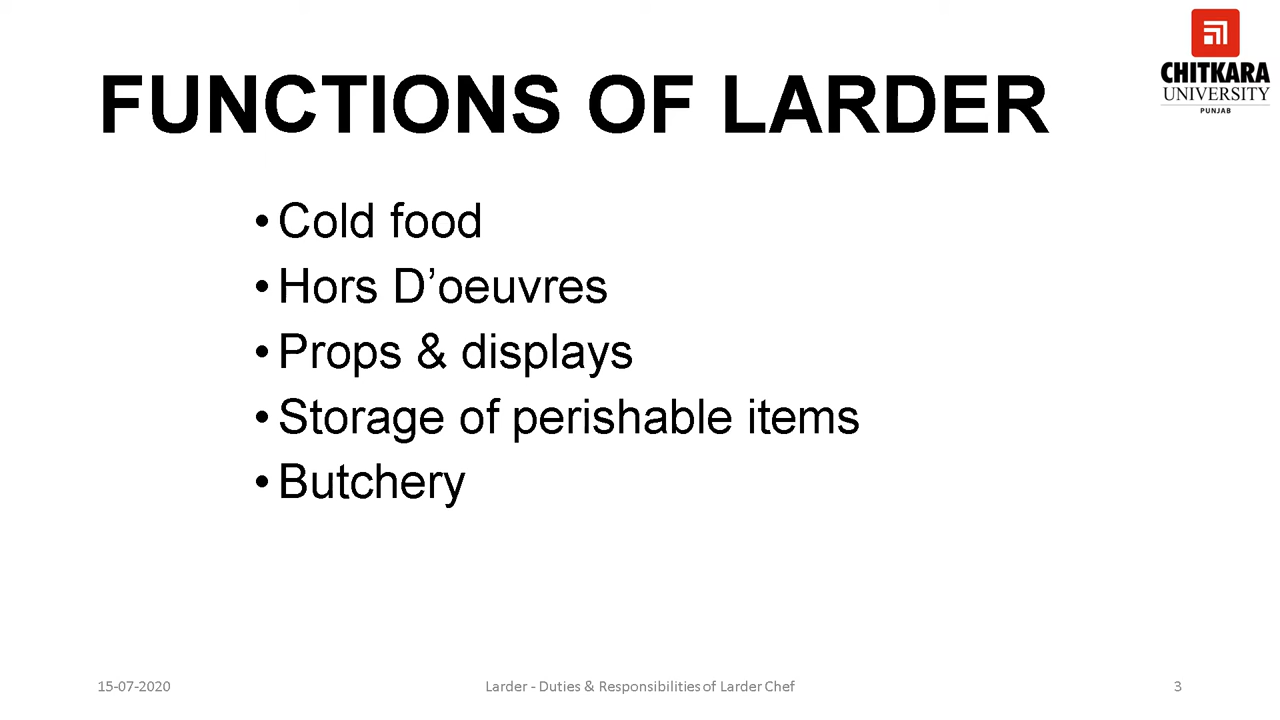 CHITKARA
UNIVERSITY
PUNJAB
FUNCTIONS OF LARDER
• Cold food
• Hors D’oeuvres
• Props & displays
• Storage of perishable items
• Butchery
15-07-2020
Larder - Duties & Responsibilities of Larder Chef
3